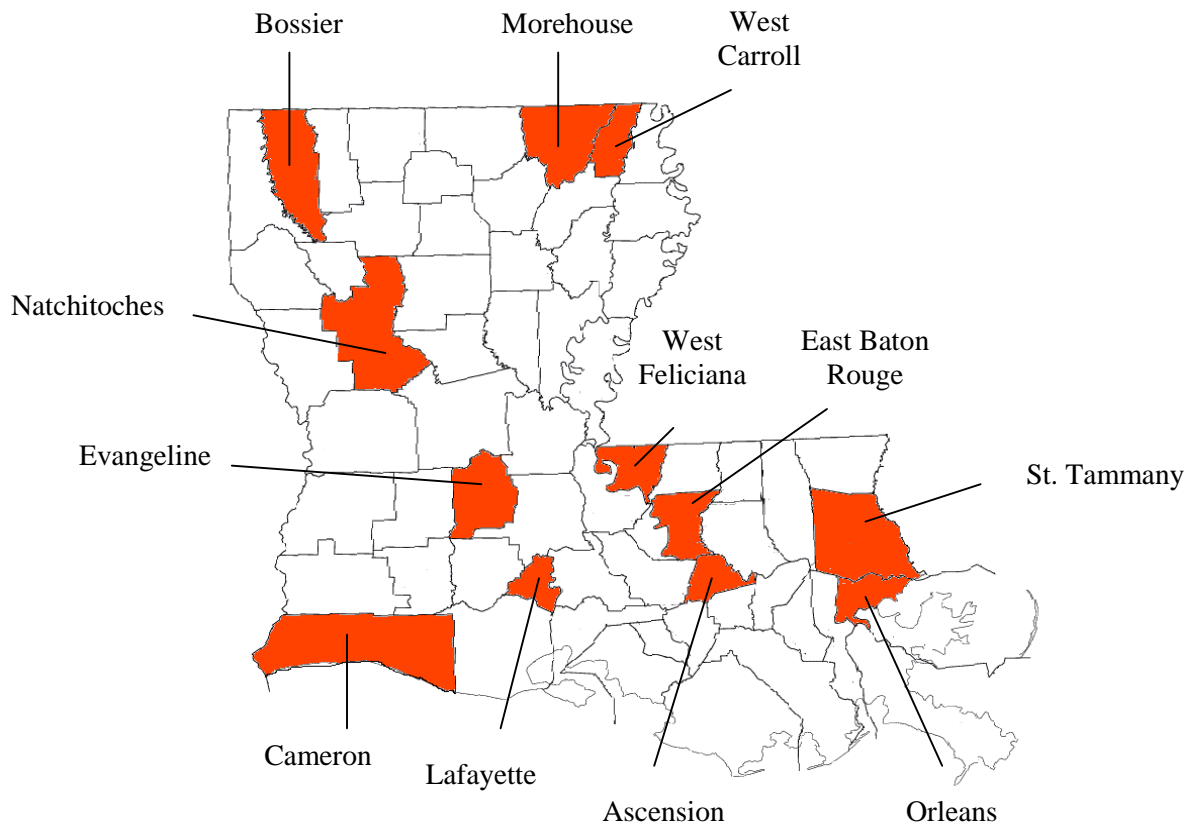 Bossier
Morehouse
West
Carroll
Natchitoches
West
Feliciana
East Baton
Rouge
Evangeline
St. Tammany
Cameron
Lafayette
Ascension
Orleans